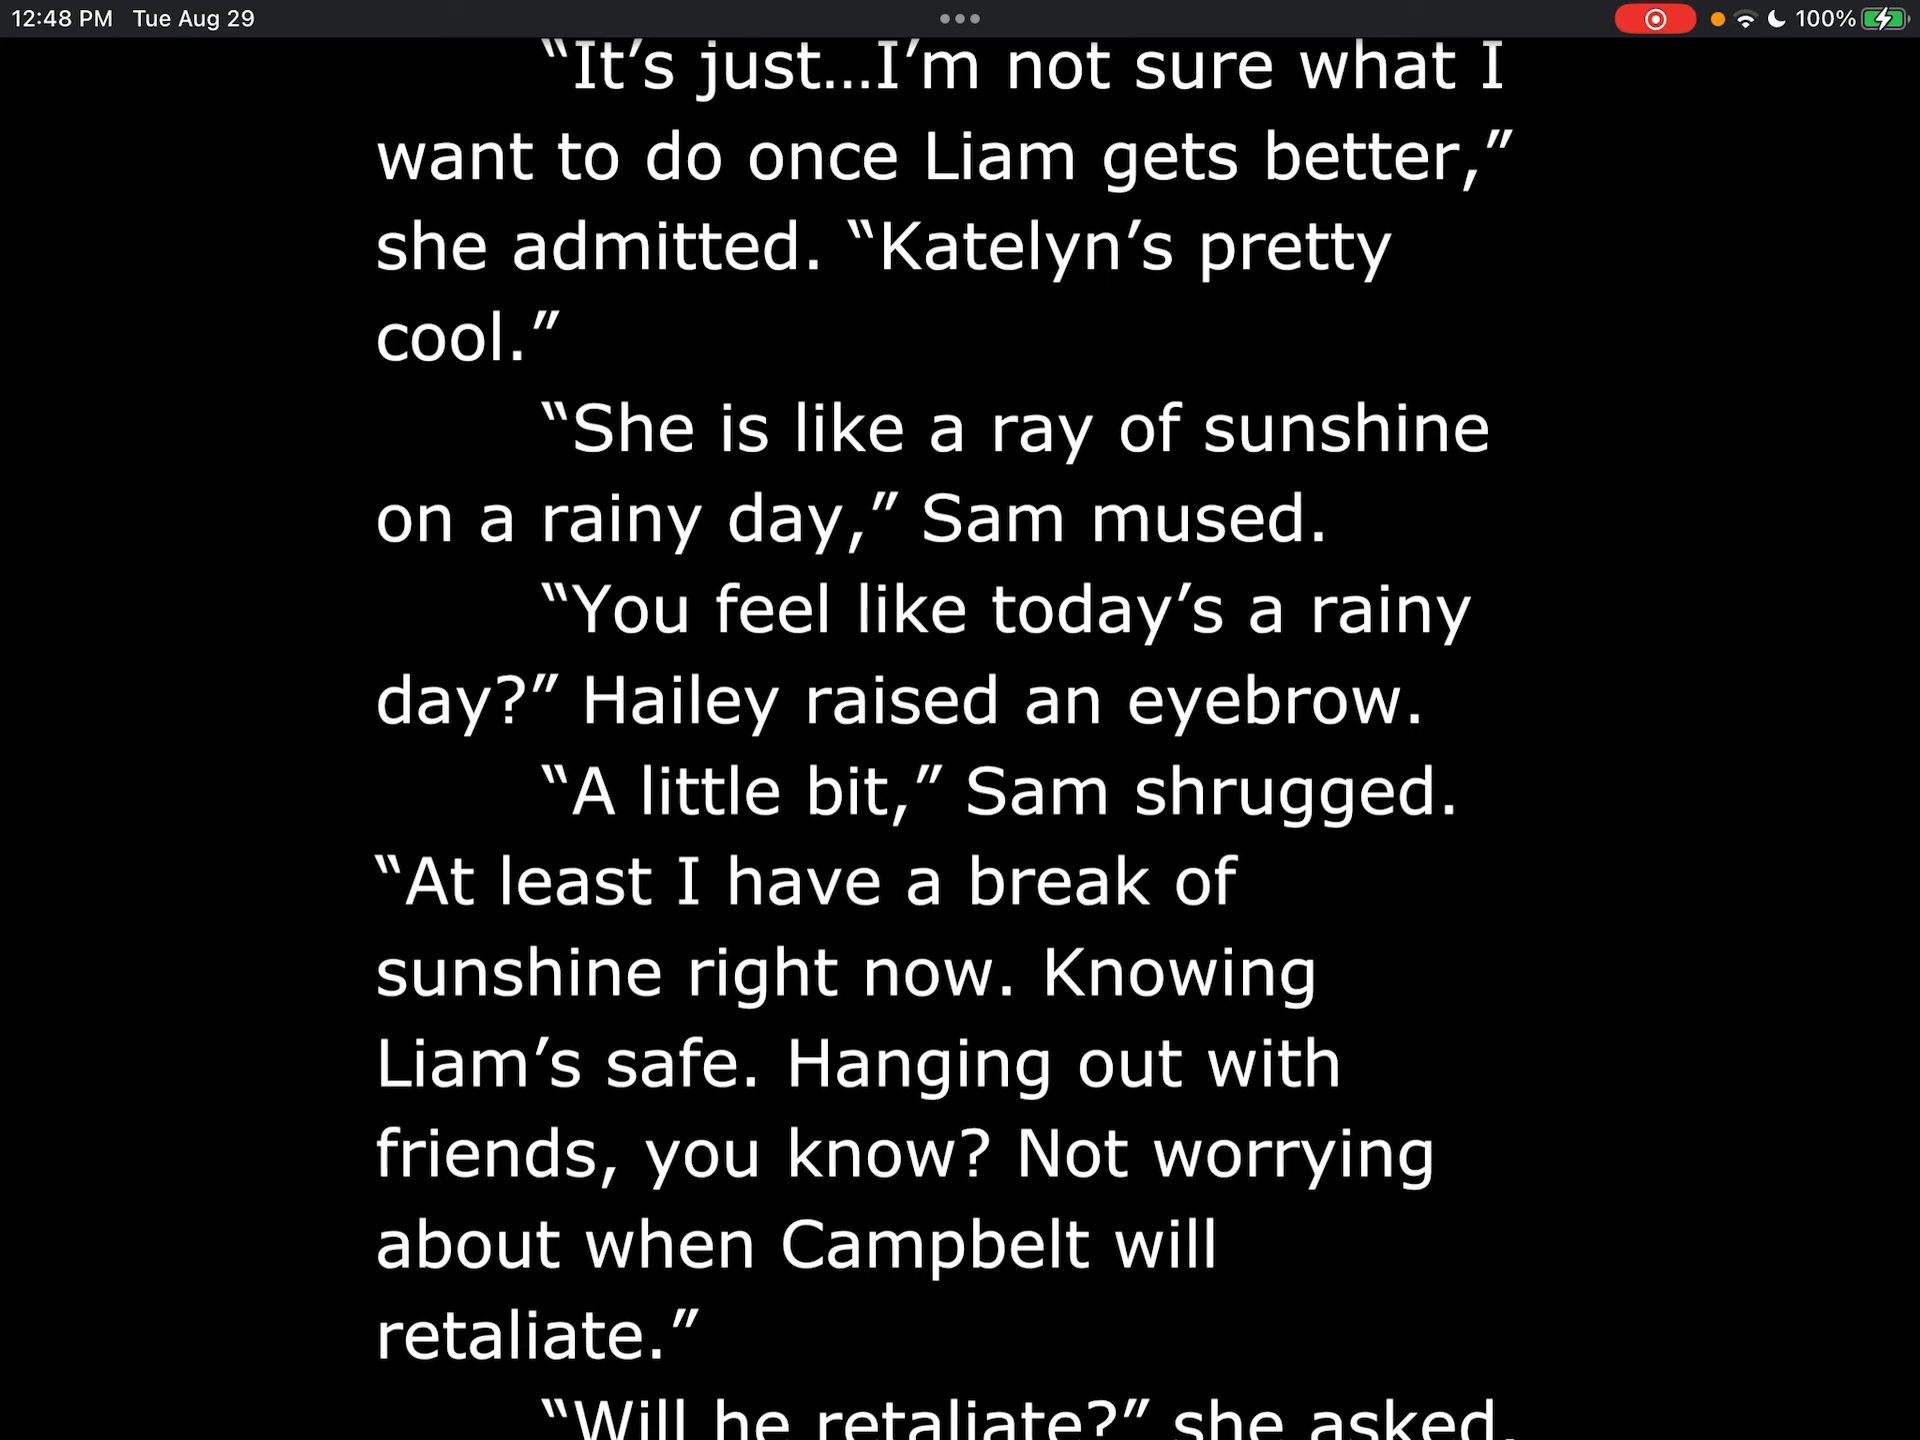 12:48 PM Tue Aug 29 100%
“It’s just...I’m not sure what I
want to do once Liam gets better,”
she admitted. “Katelyn’s pretty
cool.”
“She is like a ray of sunshine
on a rainy day,” Sam mused.
“You feel like today’s a rainy
day?” Hailey raised an eyebrow.
“A little bit,” Sam shrugged.
“At least I have a break of
sunshine right now. Knowing
Liam’s safe. Hanging out with
friends, you know? Not worrying
about when Campbelt will
retaliate.”
“Will he retaliate?” she asked.